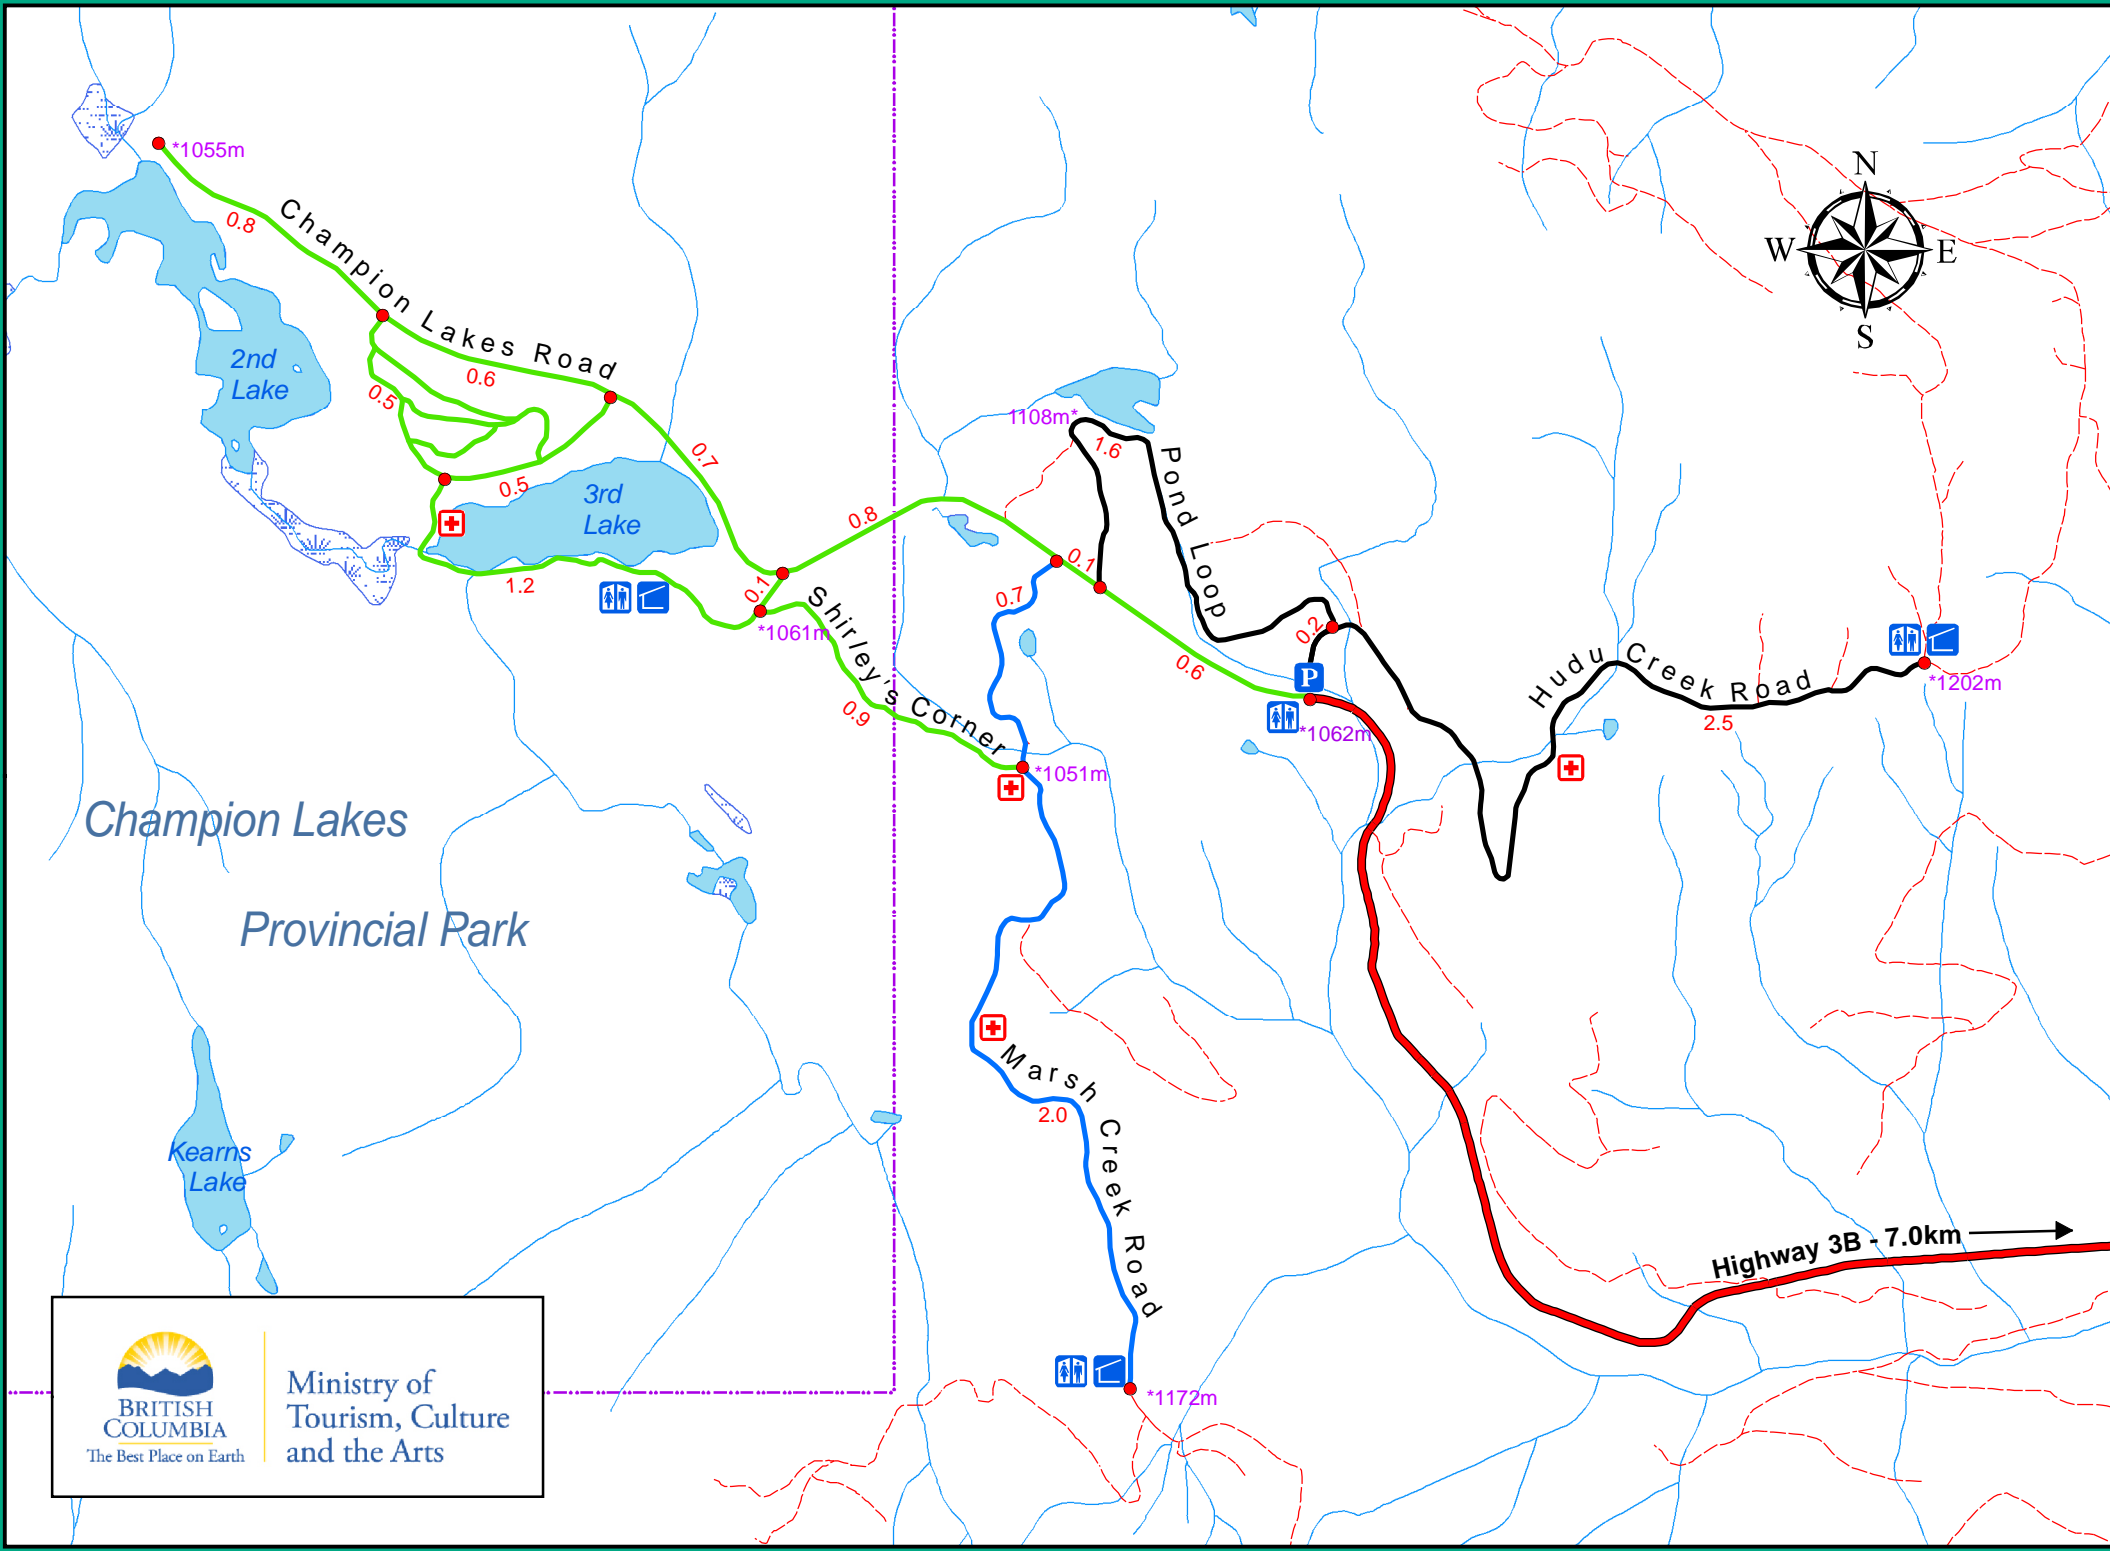 *1055m
0.8
Champion Lakes Road
0.6
0.5
0.5
0.7
2nd
Lake
3rd
Lake
1.2
0.1
*1061m
0.8
Shirley's Corner
0.9
1108m*
1.6
Pond Loop
0.1
0.7
0.6
0.2
P
*1062m
*1051m
N
W
E
S
Hudu Creek Road
2.5
*1202m
Champion Lakes
Provincial Park
Marsh Creek Road
2.0
*1172m
Kearns
Lake
Highway 3B - 7.0km
BRITISH
COLUMBIA
The Best Place on Earth
Ministry of
Tourism, Culture
and the Arts